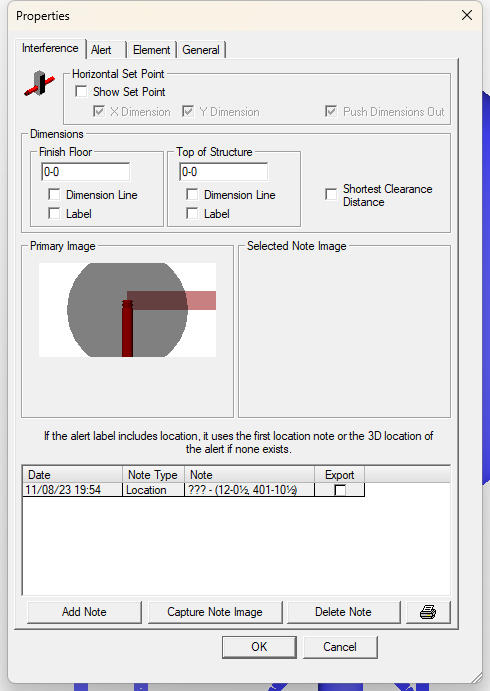 Properties
Interference Alert Element General
Horizontal Set Point
Show Set Point
X Dimension Y Dimension Push Dimensions Out
Dimensions
Finish Floor Top of Structure
0-0 0-0
Dimension Line Dimension Line
Label Label
Shortest Clearance
Distance
Primary Image Selected Note Image
If the alert label includes location, it uses the first location note or the 3D location of
the alert if none exists.
Date Note Type Note Export
11/08/23 19:54 Location ??? - (12-0½, 401-10½)
Add Note Capture Note Image Delete Note
OK Cancel